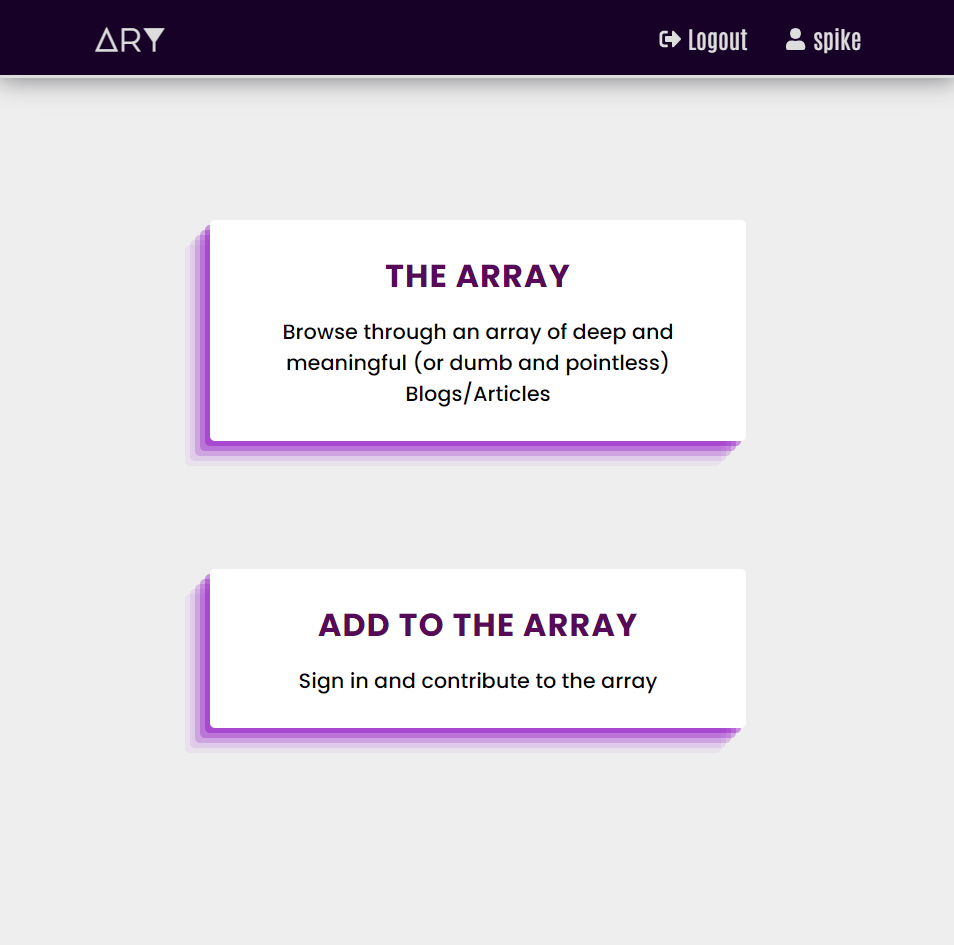 ARY
Logout
spike
THE ARRAY
Browse through an array of deep and
meaningful (or dumb and pointless)
Blogs/Articles
ADD TO THE ARRAY
Sign in and contribute to the array